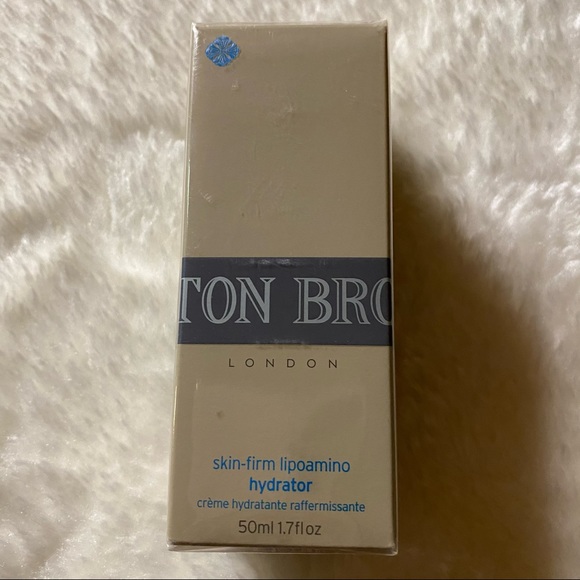 TON BRO
LONDON
skin-firm lipoamino
hydrator
crème hydratante raffermissante
50ml 1.7fl oz